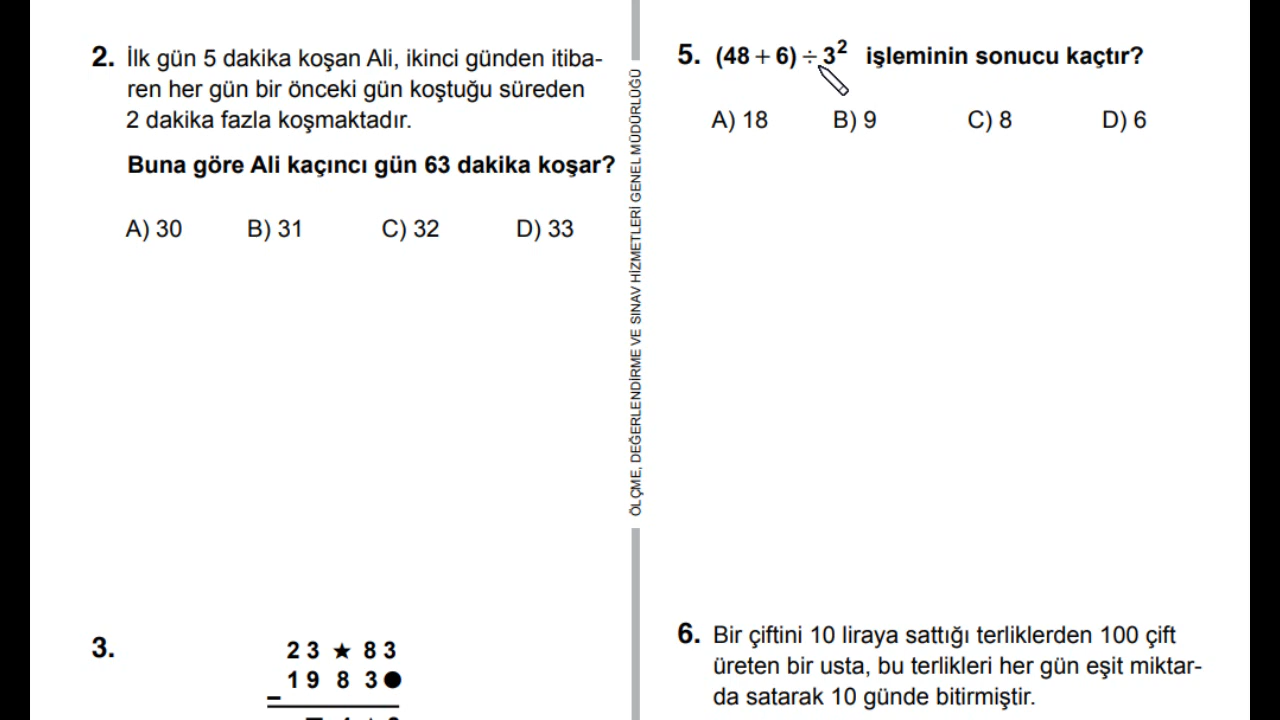 2. İlk gün 5 dakika koşan Ali, ikinci günden itiba-
ren her gün bir önceki gün koştuğu süreden
2 dakika fazla koşmaktadır.
Buna göre Ali kaçıncı gün 63 dakika koşar?
A) 30 B) 31 C) 32 D) 33
3.
2 3 ★ 8 3
1 9 8 3 ●
−
ÖLÇME, DEĞERLENDİRME VE SINAV HİZMETLERİ GENEL MÜDÜRLÜĞÜ
5. (48 + 6) ÷ 3² işleminin sonucu kaçtır?
A) 18 B) 9 C) 8 D) 6
6. Bir çiftini 10 liraya sattığı terliklerden 100 çift
üreten bir usta, bu terlikleri her gün eşit miktar-
da satarak 10 günde bitirmiştir.